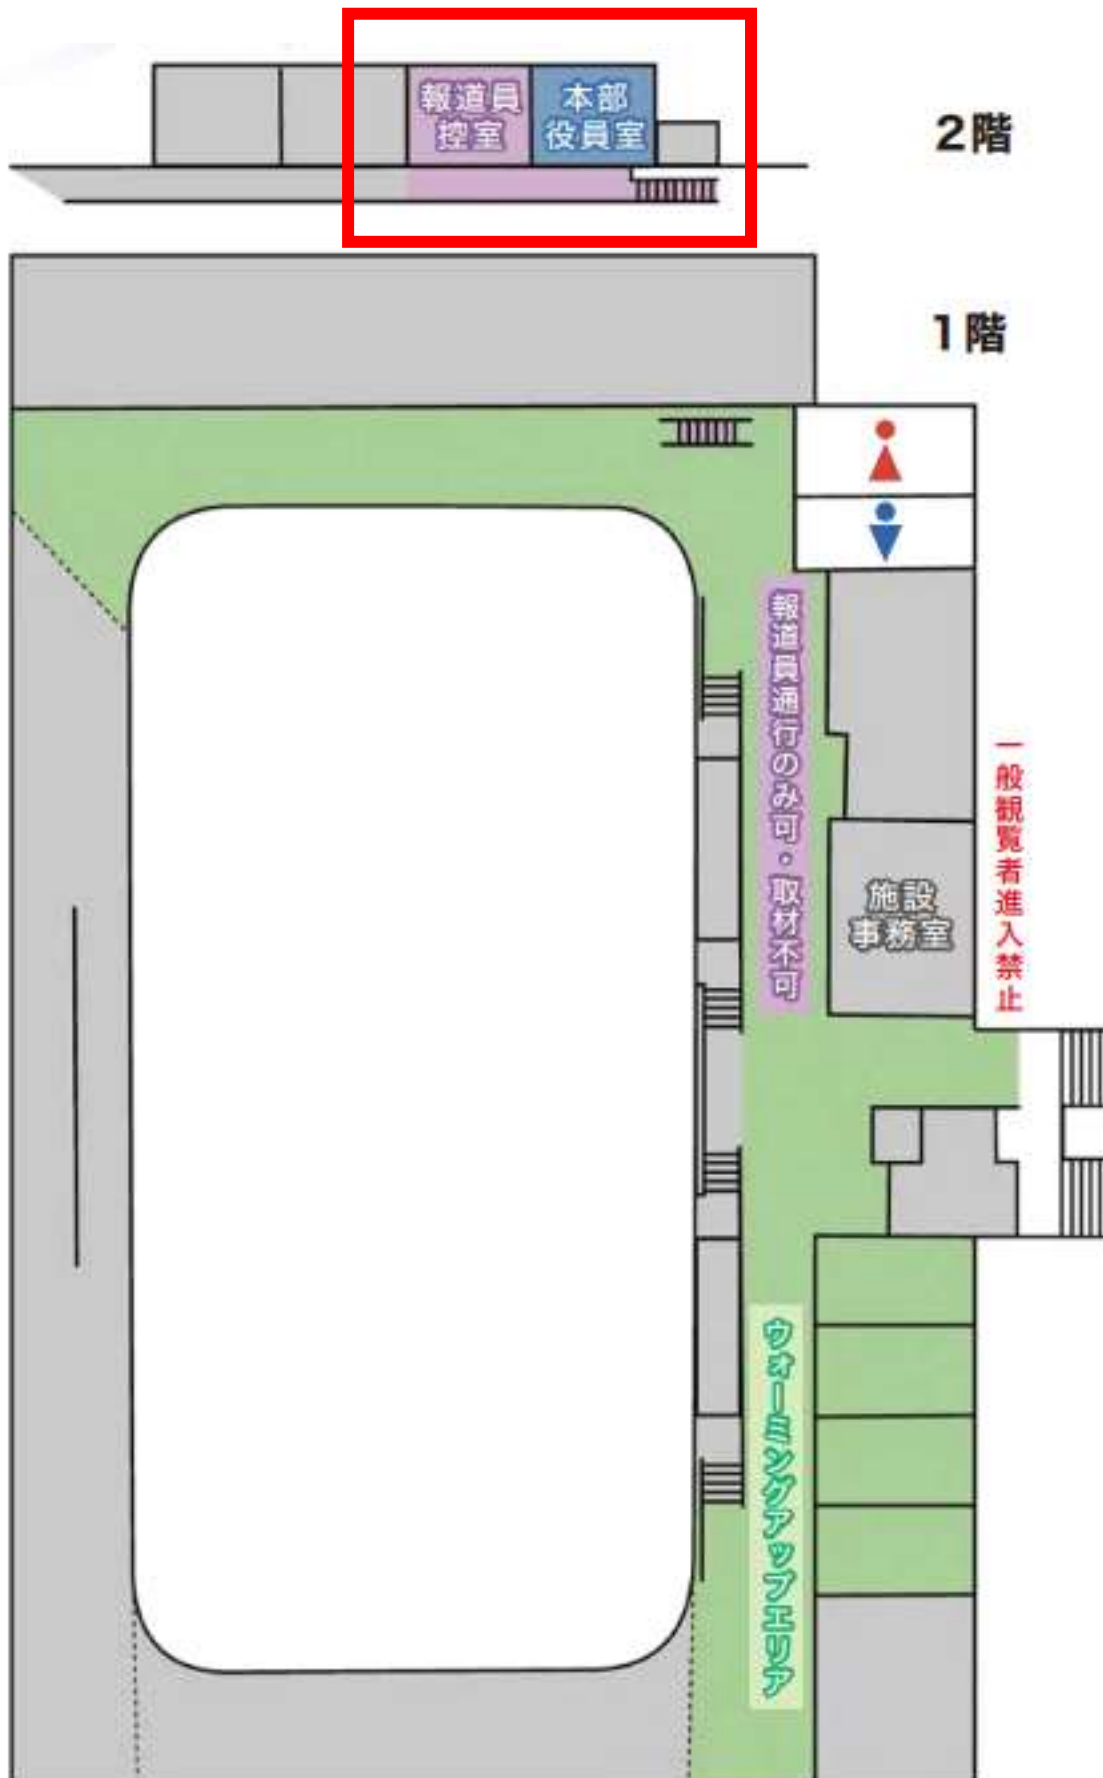 報道員
控室
本部
役員室
2階
1階
報道員通行のみ可・取材不可
一般観覧者進入禁止
施設
事務室
ウォーミングアップエリア